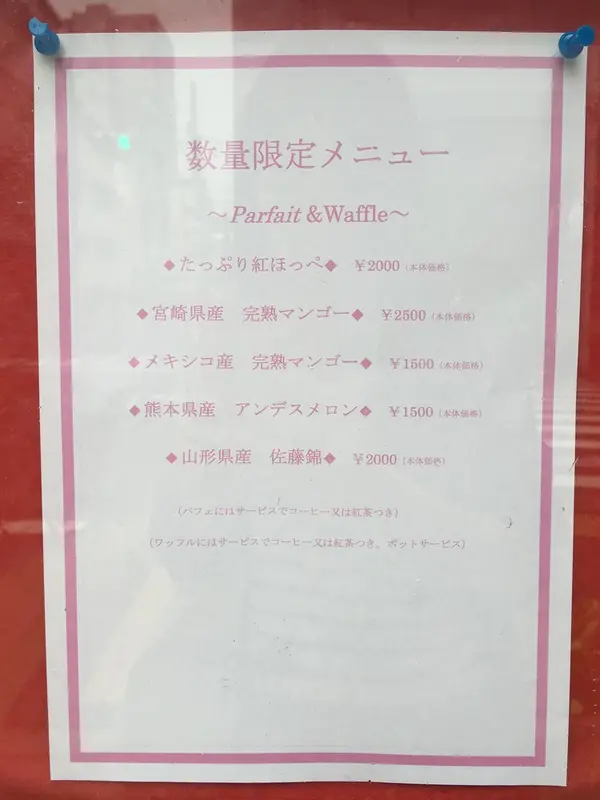 数量限定メニュー
～Parfait &Waffle～
◆たっぷり紅ほっぺ◆ ￥2000（本体価格）
◆宮崎県産 完熟マンゴー◆ ￥2500（本体価格）
◆メキシコ産 完熟マンゴー◆ ￥1500（本体価格）
◆熊本県産 アンデスメロン◆ ￥1500（本体価格）
◆山形県産 佐藤錦◆ ￥2000（本体価格）
（パフェにはサービスでコーヒー又は紅茶つき）
（ワッフルにはサービスでコーヒー又は紅茶つき、ポットサービス）